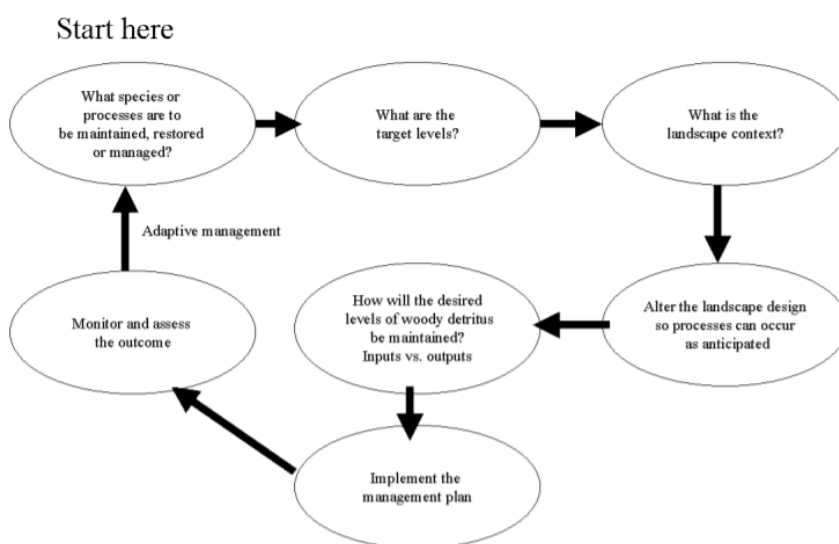 Start here
What species or
processes are to
be maintained, restored
or managed?
What are the
target levels?
What is the
landscape context?
Adaptive management
Alter the landscape design
so processes can occur
as anticipated
How will the desired
levels of woody detritus
be maintained?
Inputs vs. outputs
Monitor and assess
the outcome
Implement the
management plan